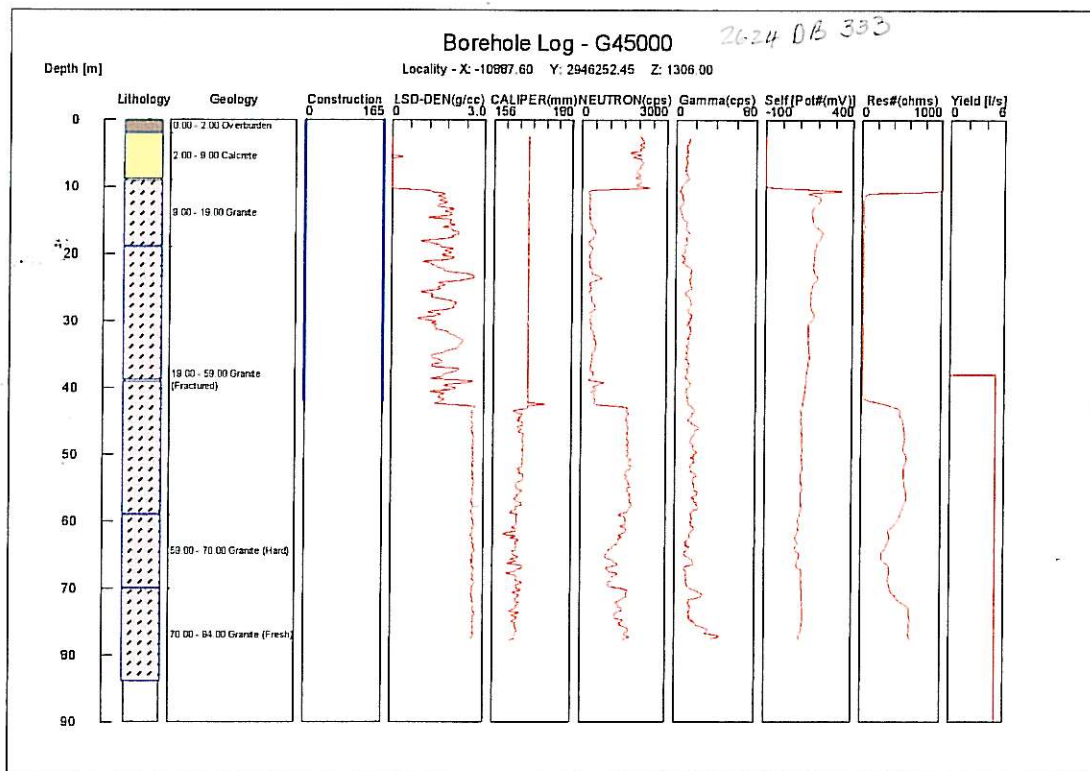 2624 DB 333
Borehole Log - G45000
Depth [m]
Locality - X: -10887.60 Y: 2946252.45 Z: 1306.00
Lithology Geology Construction LSD-DEN(g/cc) CALIPER(mm) NEUTRON(cps) Gamma(cps) Self[Pot#(mV)] Res#(ohms) Yield [l/s]
0 165 0 3.0 156 180 0 3000 0 60 -100 400 0 1000 0 6
0
0.00 - 2.00 Overburden
2.00 - 9.00 Calcrete
10
9.00 - 19.00 Granite
20
30
19.00 - 59.00 Granite
(Fractured)
40
50
60
59.00 - 70.00 Granite (Hard)
70
70.00 - 84.00 Granite (Fresh)
80
90